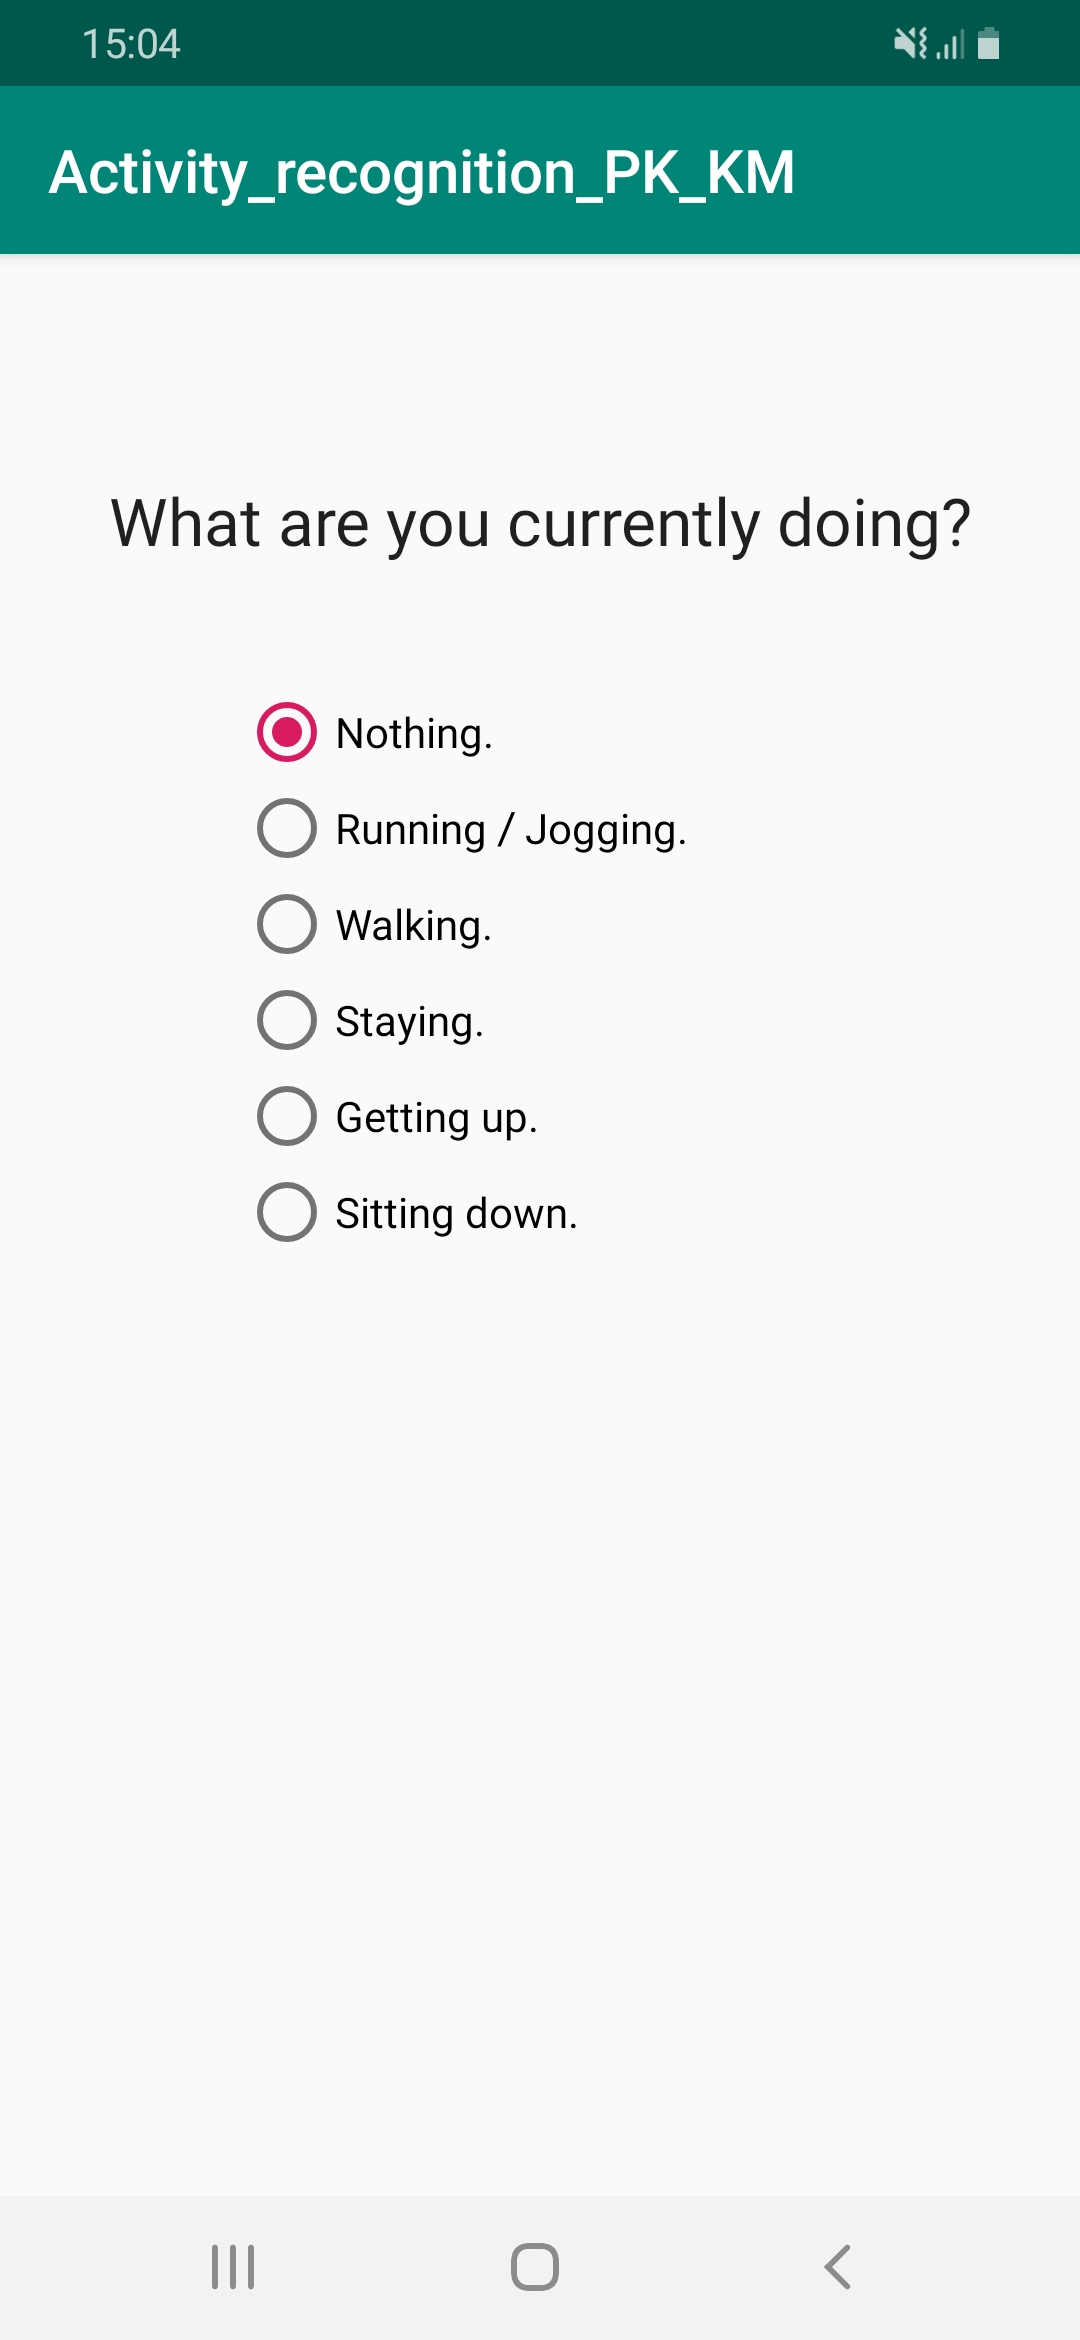 15:04
Activity_recognition_PK_KM
What are you currently doing?
Nothing.
Running / Jogging.
Walking.
Staying.
Getting up.
Sitting down.